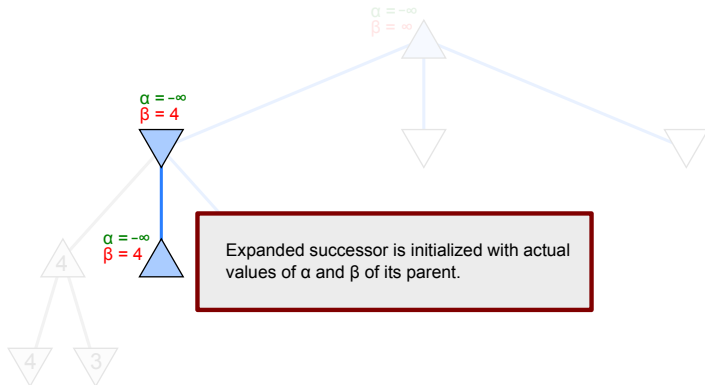 α = -∞
β = ∞
α = -∞
β = 4
α = -∞
β = 4
Expanded successor is initialized with actual
values of α and β of its parent.
4
4
3